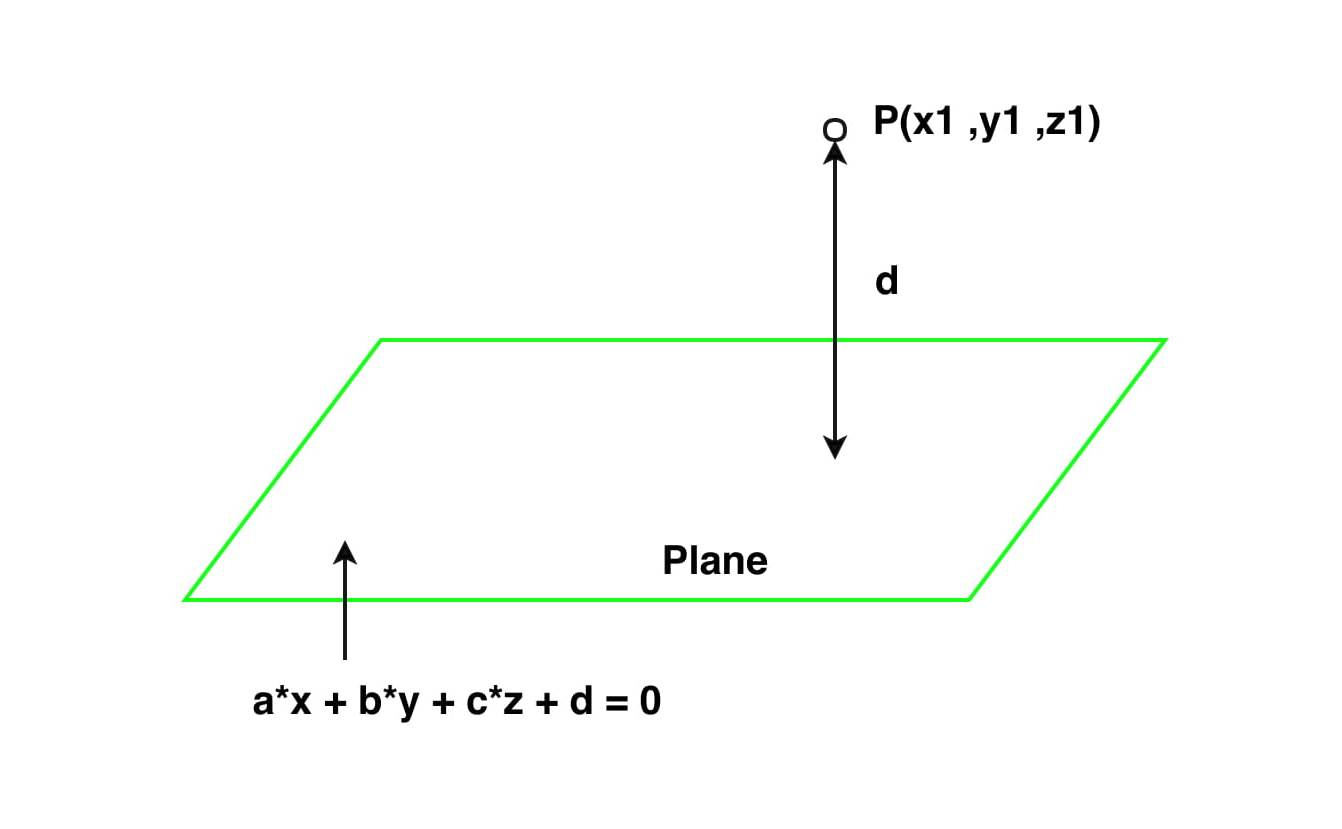 P(x1 ,y1 ,z1)
d
Plane
a*x + b*y + c*z + d = 0